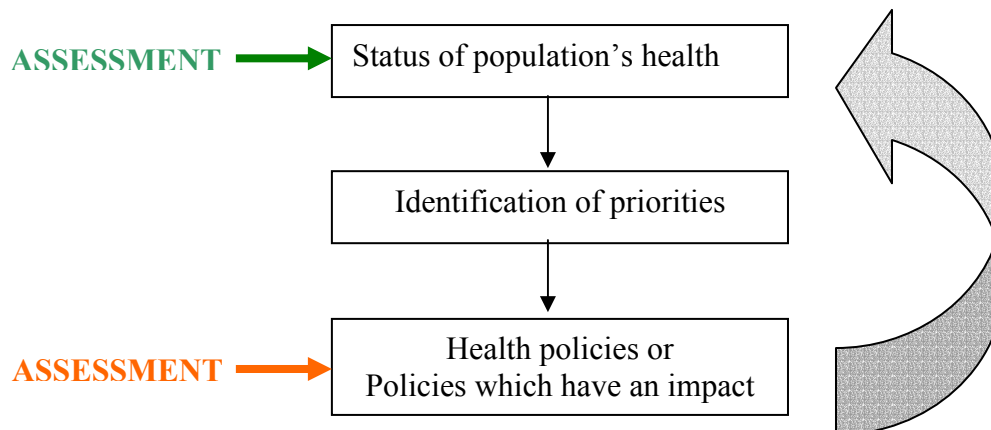 ASSESSMENT
Status of population’s health
Identification of priorities
ASSESSMENT
Health policies or
Policies which have an impact